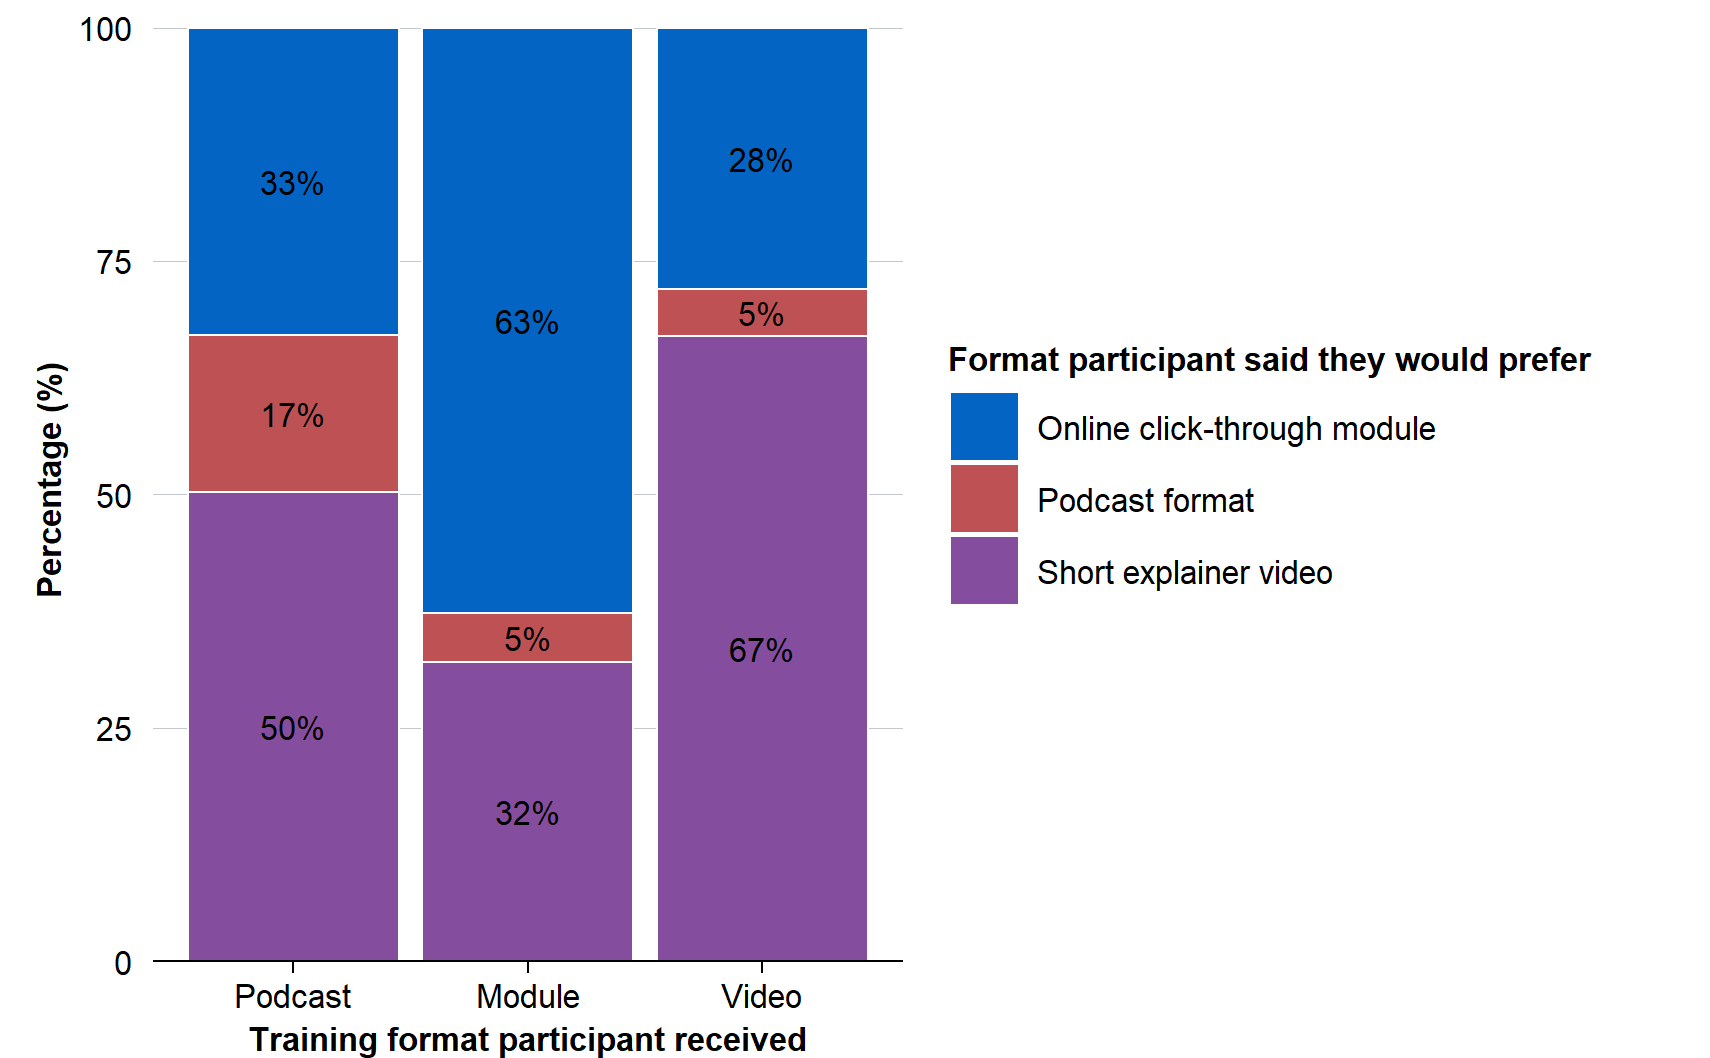 100
75
50
25
0
Percentage (%)
33%
17%
50%
63%
5%
32%
28%
5%
67%
Podcast
Module
Video
Training format participant received
Format participant said they would prefer
Online click-through module
Podcast format
Short explainer video